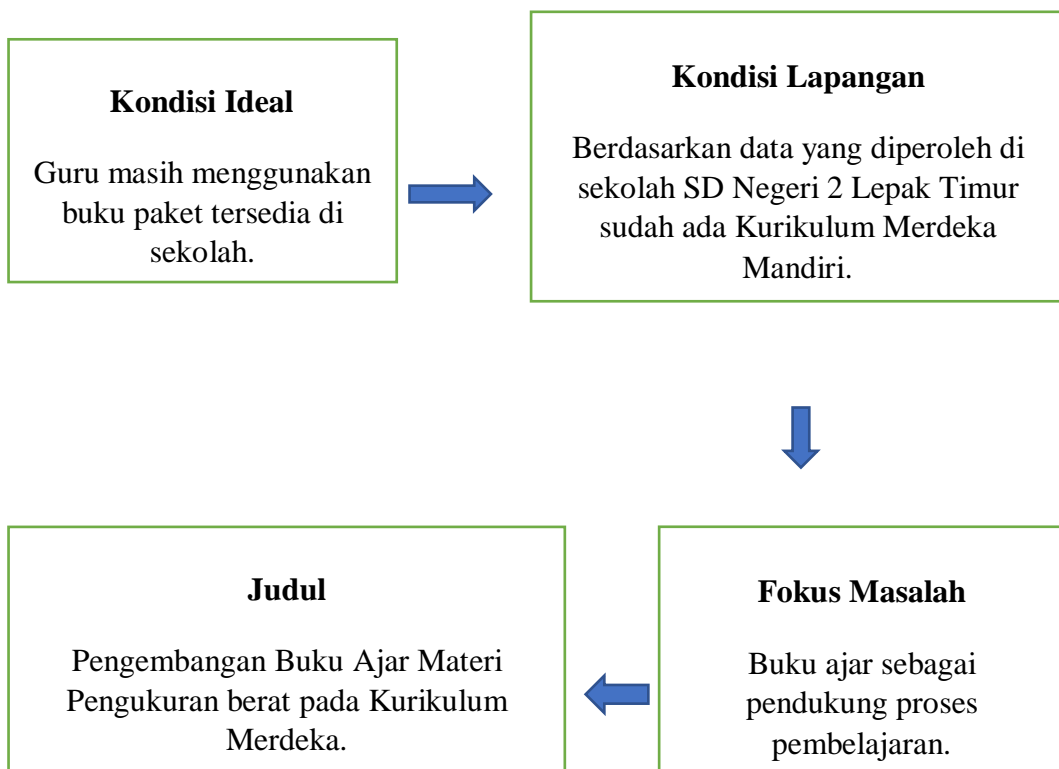 Kondisi Ideal
Guru masih menggunakan
buku paket tersedia di
sekolah.
Kondisi Lapangan
Berdasarkan data yang diperoleh di
sekolah SD Negeri 2 Lepak Timur
sudah ada Kurikulum Merdeka
Mandiri.
Fokus Masalah
Buku ajar sebagai
pendukung proses
pembelajaran.
Judul
Pengembangan Buku Ajar Materi
Pengukuran berat pada Kurikulum
Merdeka.